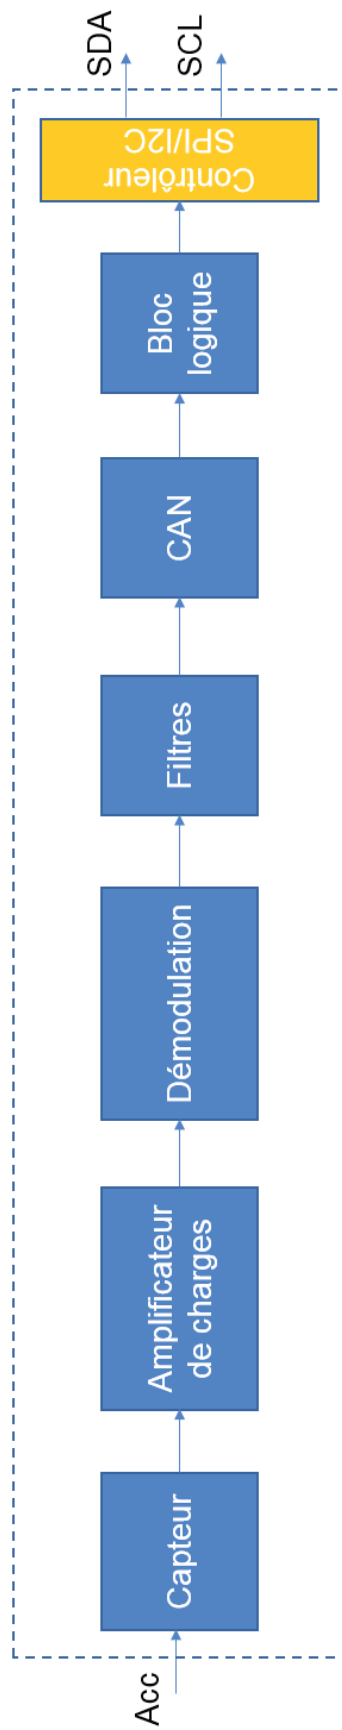 Acc
Capteur
Amplificateur
de charges
Démodulation
Filtres
CAN
Bloc
logique
Contrôleur
SPI/I2C
SDA
SCL